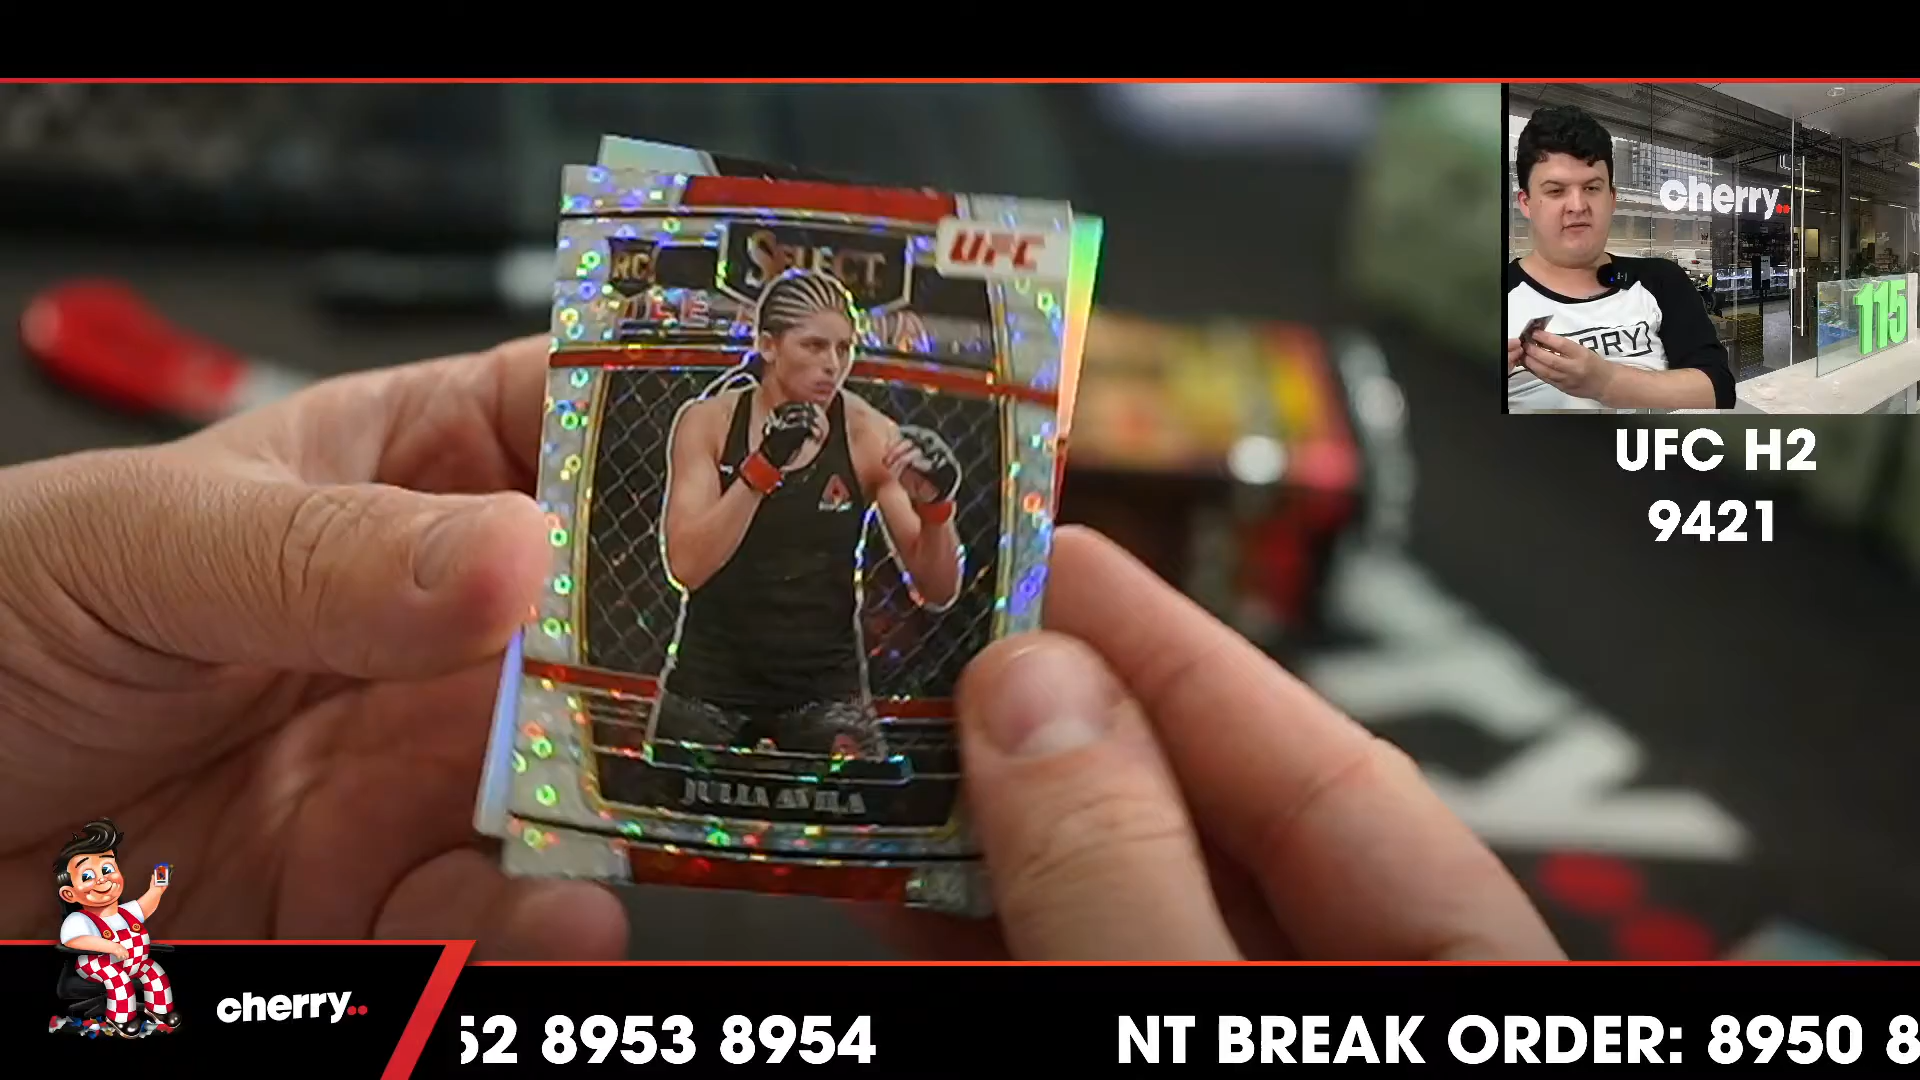 RC
SELECT
UFC
JULIA AVILA
cherry..
115
UFC H2
9421
cherry..
52 8953 8954
NT BREAK ORDER: 8950 8